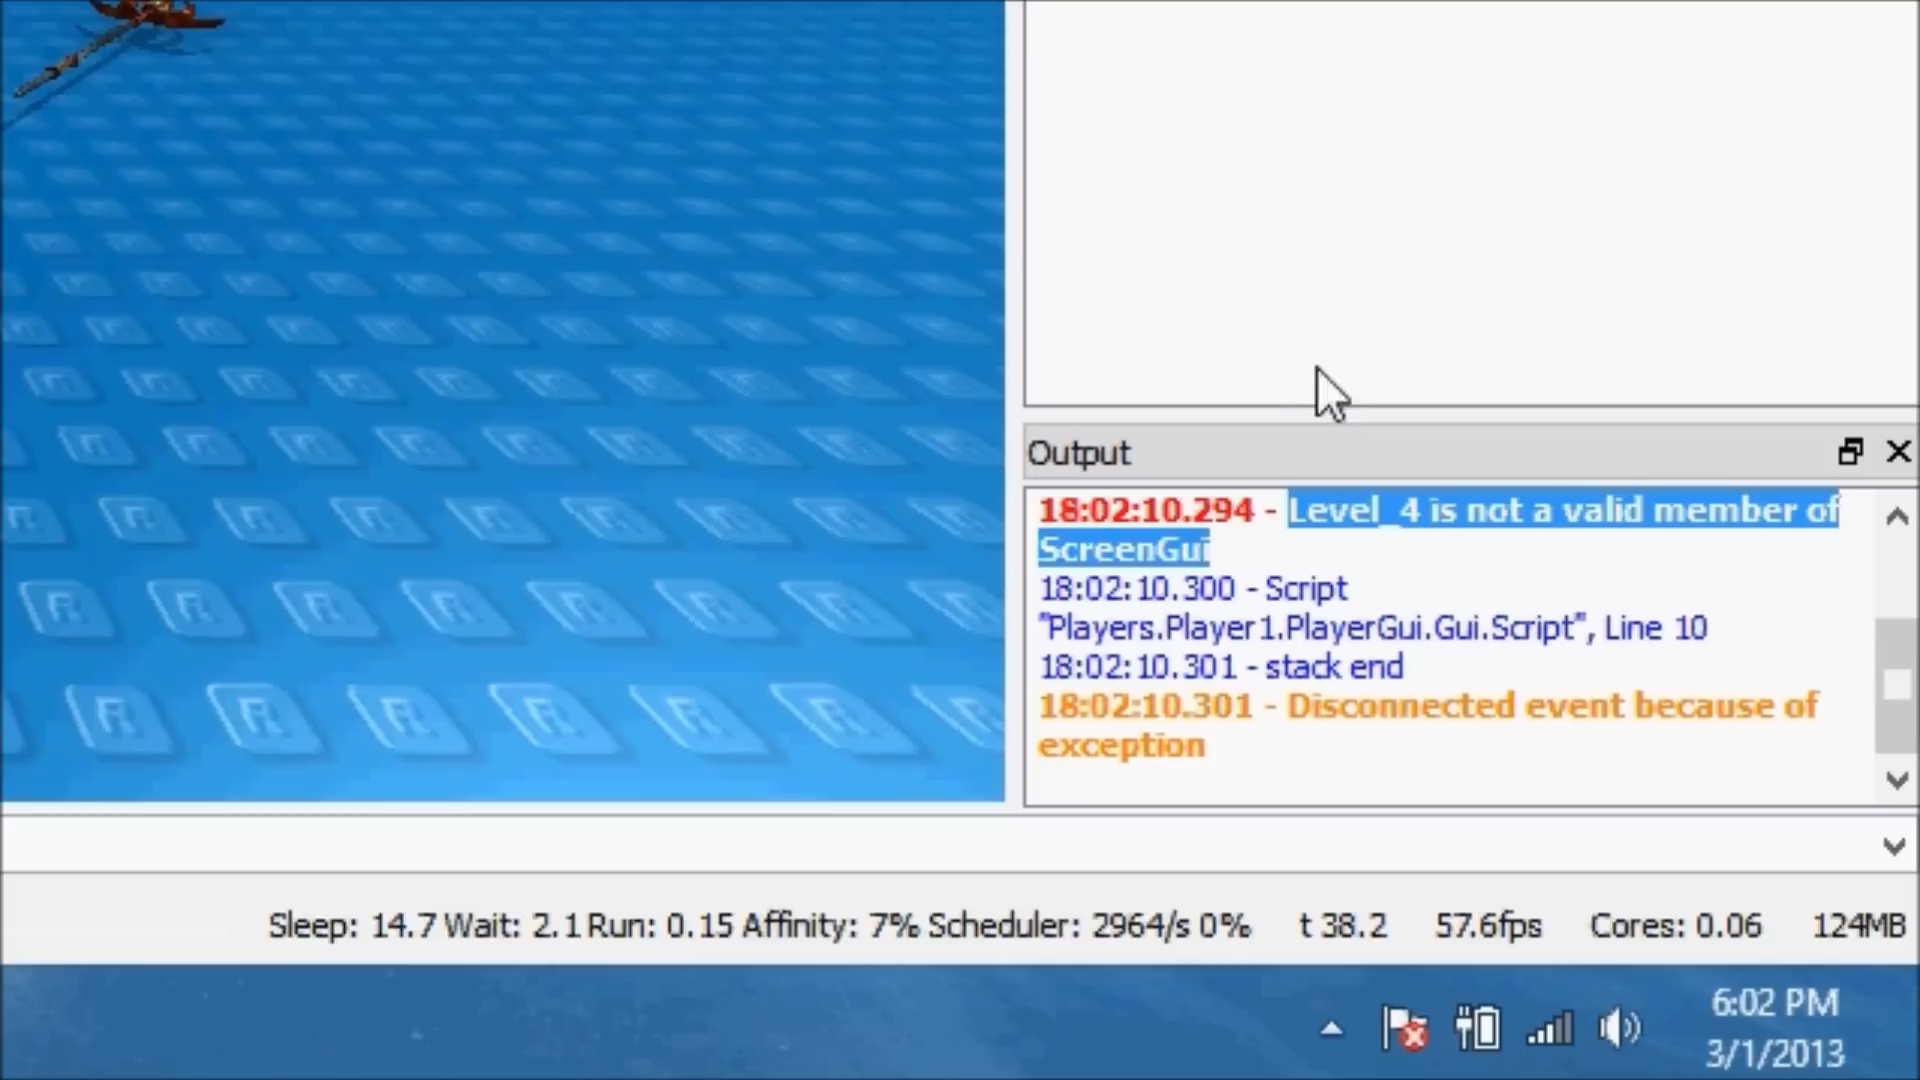 Output
18:02:10.294 - Level_4 is not a valid member of
ScreenGui
18:02:10.300 - Script
"Players.Player1.PlayerGui.Gui.Script", Line 10
18:02:10.301 - stack end
18:02:10.301 - Disconnected event because of
exception
Sleep: 14.7 Wait: 2.1 Run: 0.15 Affinity: 7% Scheduler: 2964/s 0% t 38.2 57.6fps Cores: 0.06 124MB
6:02 PM
3/1/2013